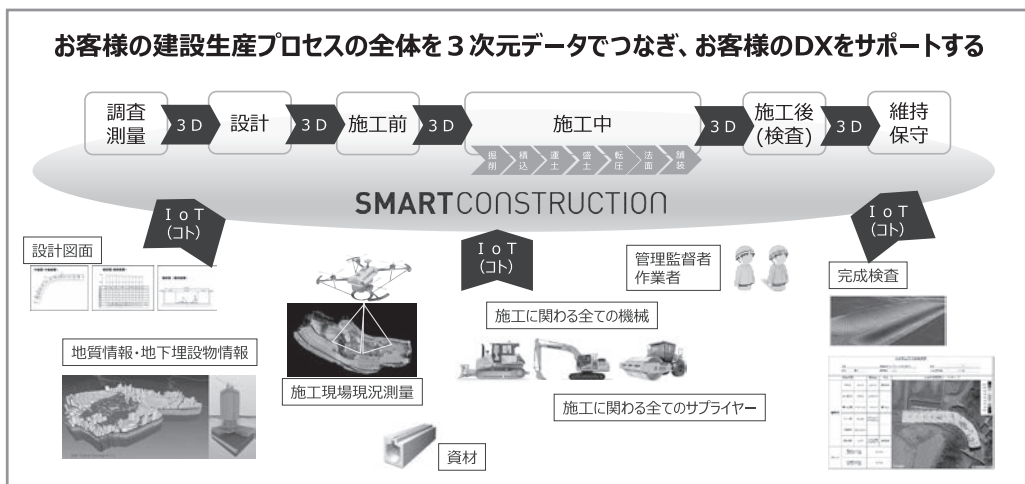 お客様の建設生産プロセスの全体を３次元データでつなぎ、お客様のDXをサポートする
調査
測量
3D
設計
3D
施工前
3D
施工中
3D
施工後
(検査)
3D
維持
保守
掘削
積込
運土
盛土
転圧
法面
舗装
SMARTCONSTRUCTION
IoT
(コト)
IoT
(コト)
IoT
(コト)
設計図面
管理監督者
作業者
完成検査
施工に関わる全ての機械
地質情報・地下埋設物情報
施工現場現況測量
施工に関わる全てのサプライヤー
資材